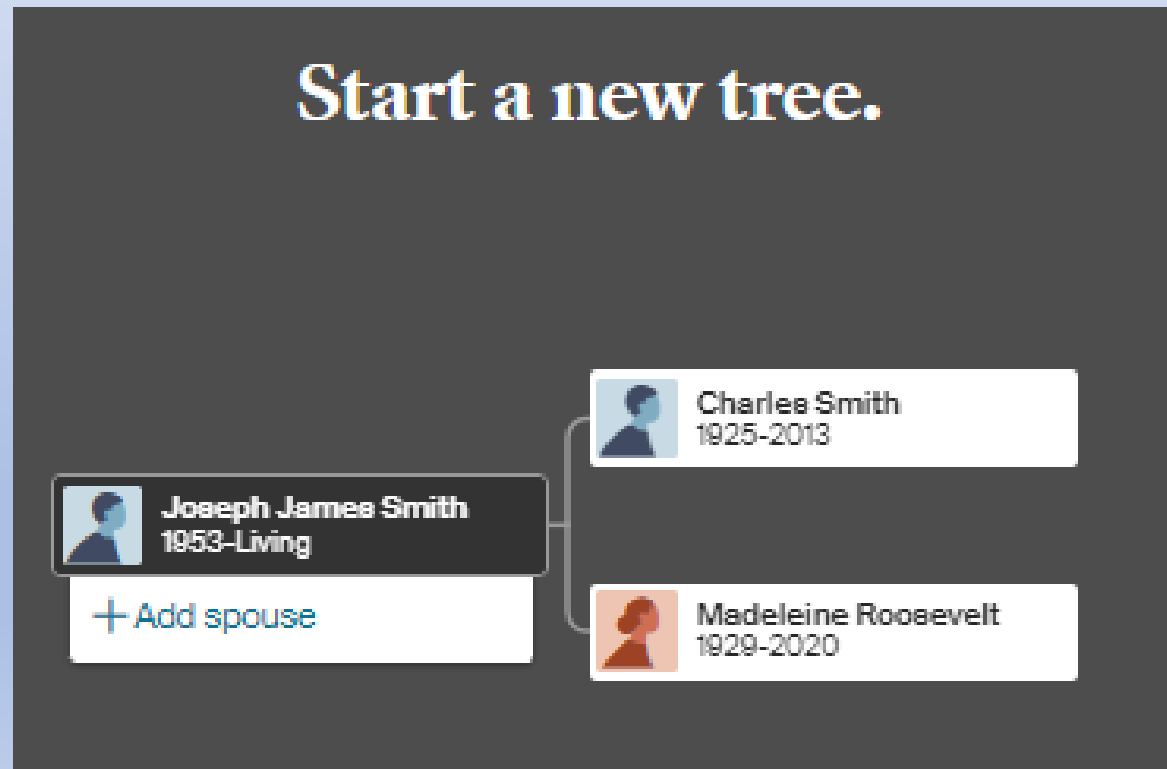 Start a new tree.
Charles Smith
1925-2013
Joseph James Smith
1953-Living
+ Add spouse
Madeleine Roosevelt
1929-2020